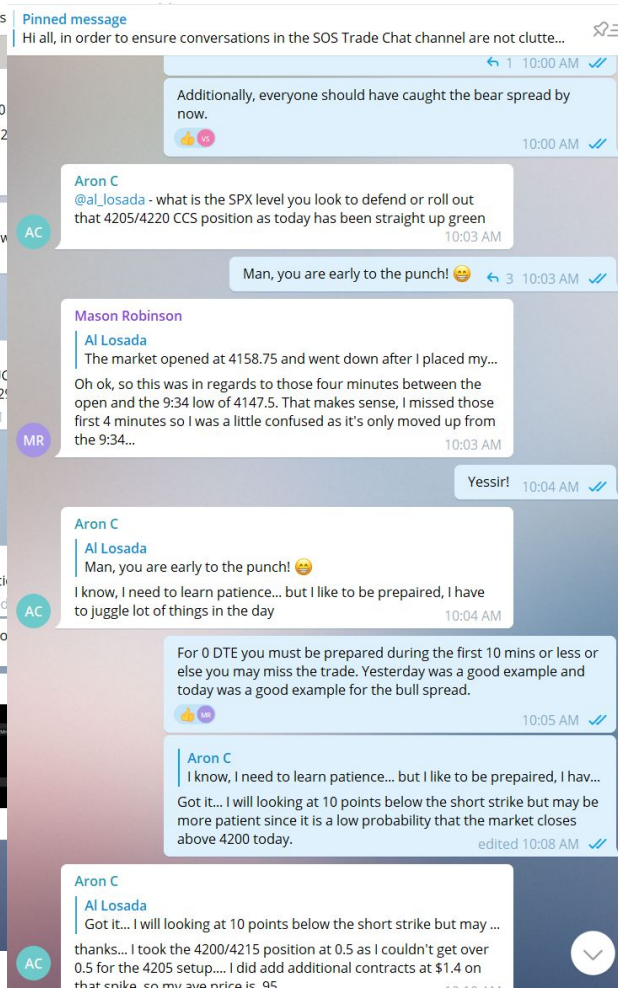 Pinned message
Hi all, in order to ensure conversations in the SOS Trade Chat channel are not clutte...
1 10:00 AM
Additionally, everyone should have caught the bear spread by
now.
👍 VS
10:00 AM
Aron C
@al_losada - what is the SPX level you look to defend or roll out
that 4205/4220 CCS position as today has been straight up green
AC
10:03 AM
Man, you are early to the punch! 😁 3 10:03 AM
Mason Robinson
Al Losada
The market opened at 4158.75 and went down after I placed my...
Oh ok, so this was in regards to those four minutes between the
open and the 9:34 low of 4147.5. That makes sense, I missed those
first 4 minutes so I was a little confused as it's only moved up from
the 9:34...
MR
10:03 AM
Yessir! 10:04 AM
Aron C
Al Losada
Man, you are early to the punch! 😁
I know, I need to learn patience... but I like to be prepaired, I have
to juggle lot of things in the day
AC
10:04 AM
For 0 DTE you must be prepared during the first 10 mins or less or
else you may miss the trade. Yesterday was a good example and
today was a good example for the bull spread.
👍 MR
10:05 AM
Aron C
I know, I need to learn patience... but I like to be prepaired, I hav...
Got it... I will looking at 10 points below the short strike but may be
more patient since it is a low probability that the market closes
above 4200 today.
edited 10:08 AM
Aron C
Al Losada
Got it... I will looking at 10 points below the short strike but may ...
thanks... I took the 4200/4215 position at 0.5 as I couldn't get over
0.5 for the 4205 setup.... I did add additional contracts at $1.4 on
that spike, so my ave price is .95
AC